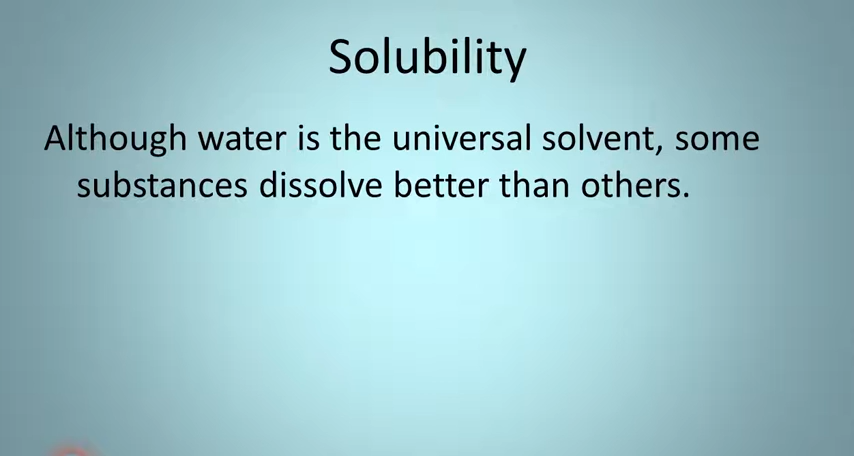 Solubility
Although water is the universal solvent, some
substances dissolve better than others.